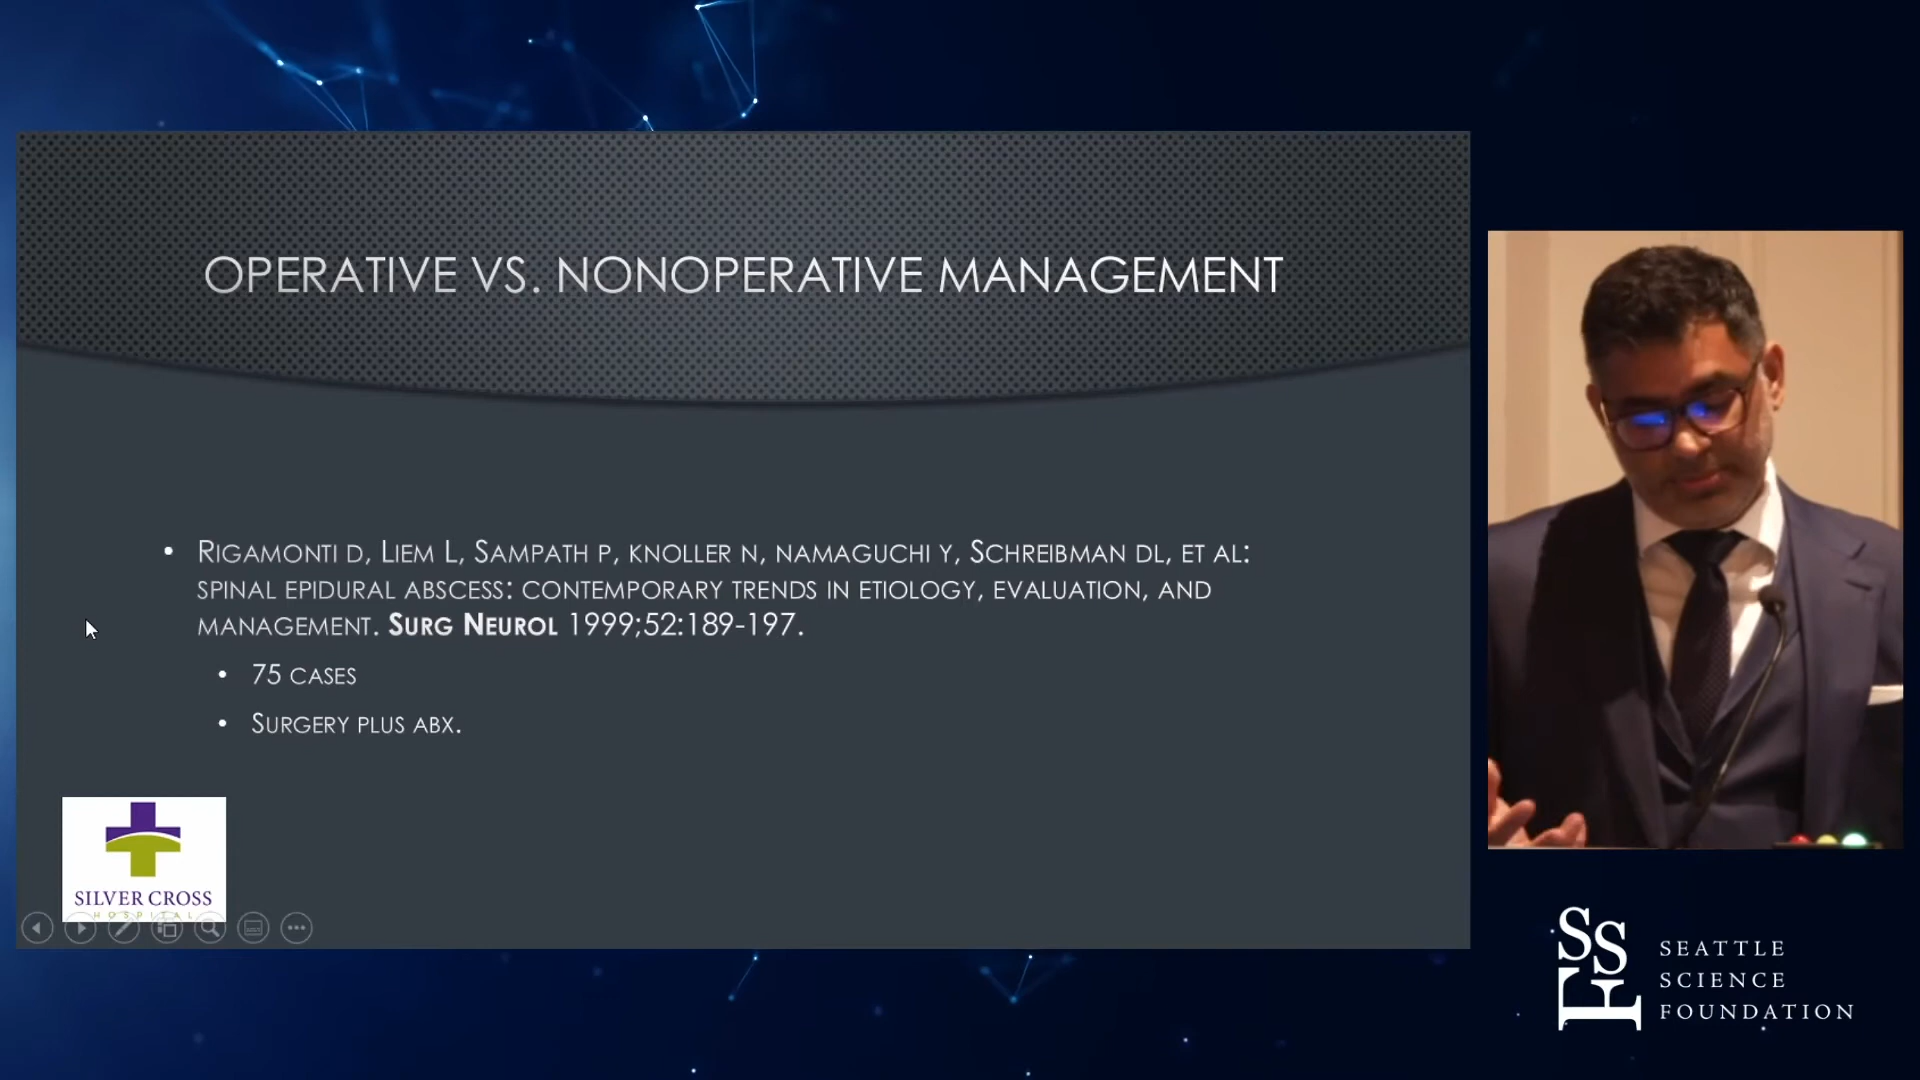 OPERATIVE VS. NONOPERATIVE MANAGEMENT
• RIGAMONTI D, LIEM L, SAMPATH P, KNOLLER N, NAMAGUCHI Y, SCHREIBMAN DL, ET AL:
SPINAL EPIDURAL ABSCESS: CONTEMPORARY TRENDS IN ETIOLOGY, EVALUATION, AND
MANAGEMENT. SURG NEUROL 1999;52:189-197.
• 75 CASES
• SURGERY PLUS ABX.
SILVER CROSS
HOSPITAL
SSF
SEATTLE
SCIENCE
FOUNDATION